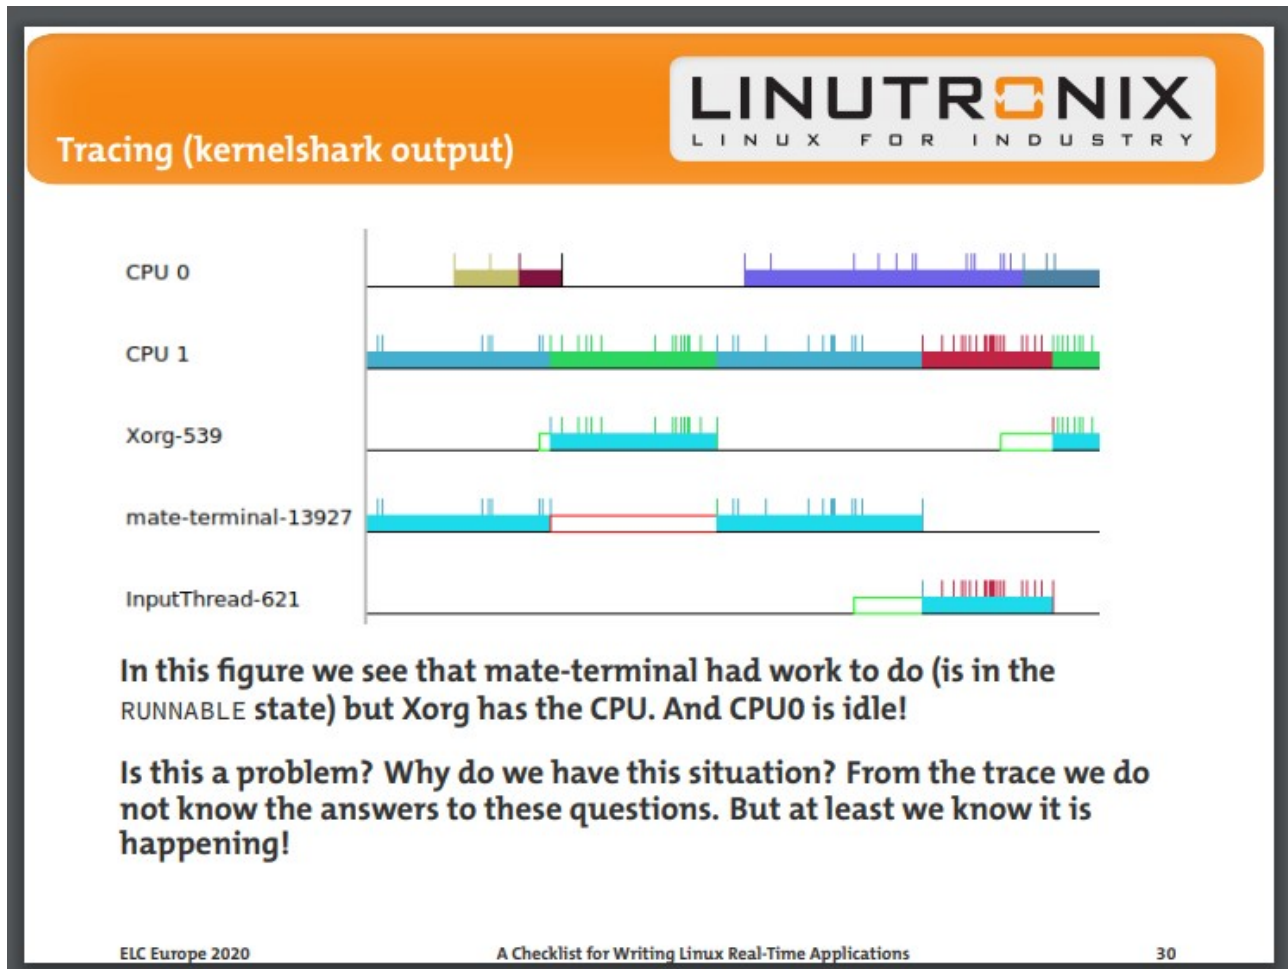 LINUTRONIX
LINUX FOR INDUSTRY
Tracing (kernelshark output)
CPU 0
CPU 1
Xorg-539
mate-terminal-13927
InputThread-621
In this figure we see that mate-terminal had work to do (is in the
RUNNABLE state) but Xorg has the CPU. And CPU0 is idle!
Is this a problem? Why do we have this situation? From the trace we do
not know the answers to these questions. But at least we know it is
happening!
ELC Europe 2020 A Checklist for Writing Linux Real-Time Applications 30